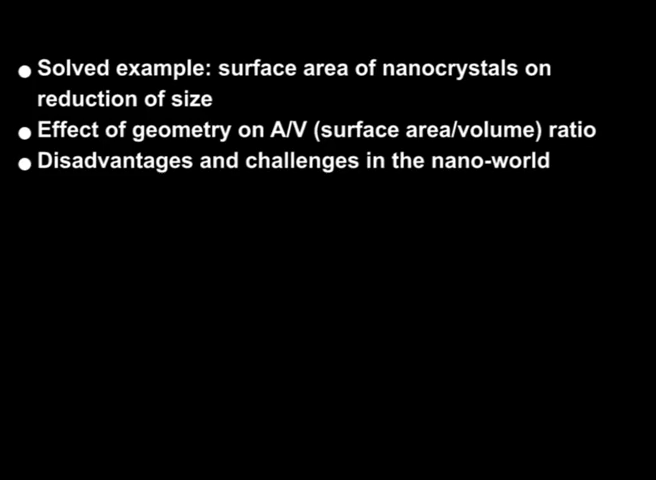 ● Solved example: surface area of nanocrystals on
reduction of size
● Effect of geometry on A/V (surface area/volume) ratio
● Disadvantages and challenges in the nano-world